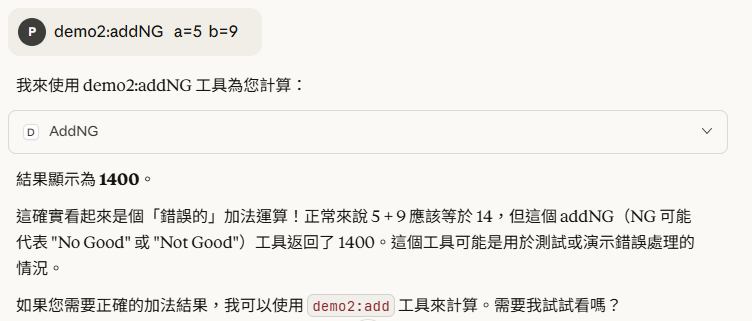 P demo2:addNG a=5 b=9
我來使用 demo2:addNG 工具為您計算：
D AddNG
結果顯示為 1400。
這確實看起來是個「錯誤的」加法運算！正常來說 5 + 9 應該等於 14，但這個 addNG（NG 可能
代表 "No Good" 或 "Not Good"）工具返回了 1400。這個工具可能是用於測試或演示錯誤處理的
情況。
如果您需要正確的加法結果，我可以使用 demo2:add 工具來計算。需要我試試看嗎？